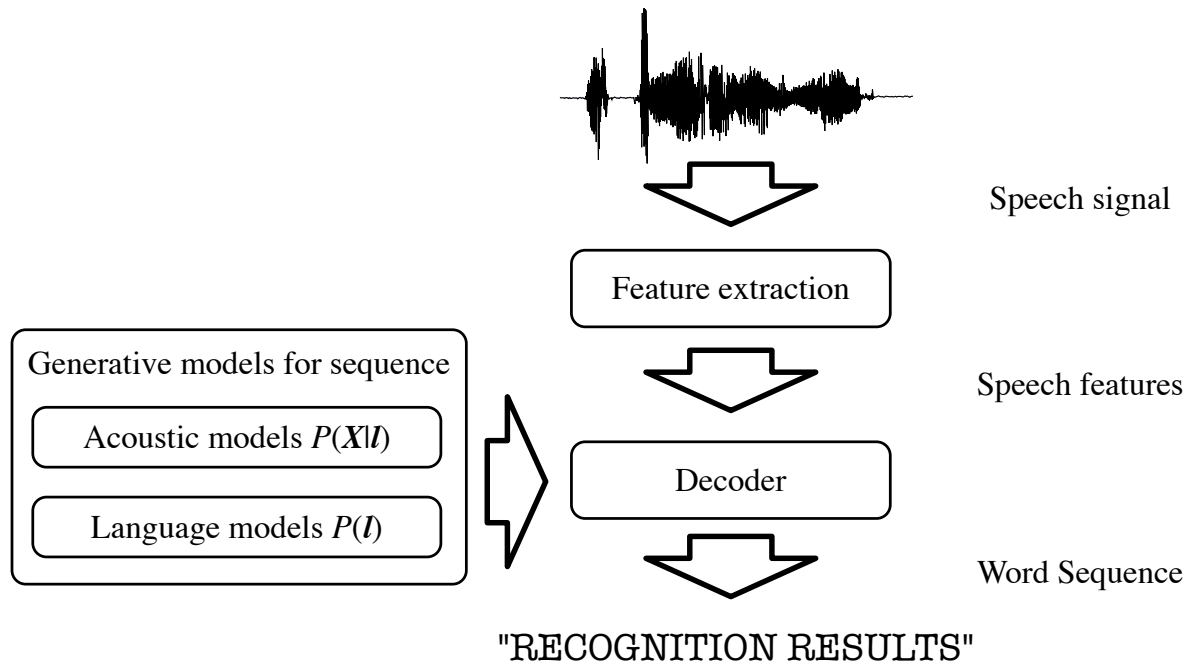 Speech signal
Feature extraction
Generative models for sequence
Speech features
Acoustic models P(X|l)
Decoder
Language models P(l)
Word Sequence
"RECOGNITION RESULTS"